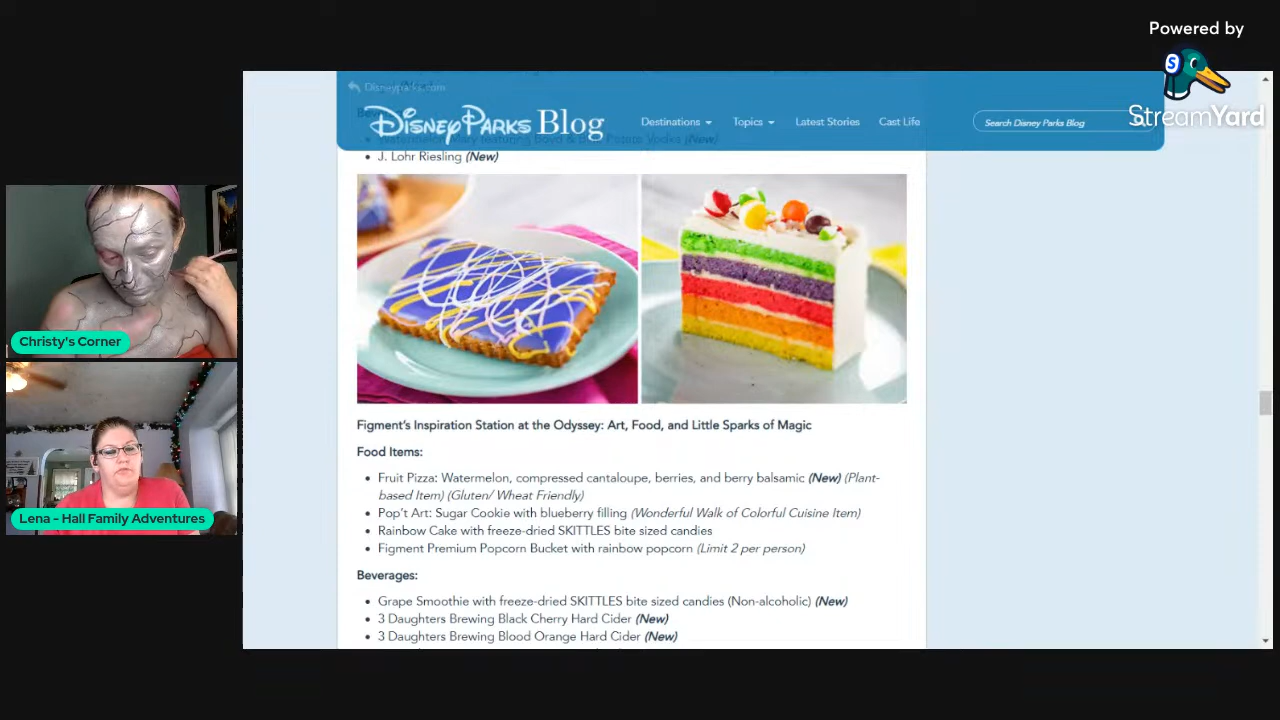 Powered by
StreamYard
Disneyparks.com
Disney Parks Blog
Destinations
Topics
Latest Stories
Cast Life
Search Disney Parks Blog
Potato Vodka (New)
J. Lohr Riesling (New)
Christy's Corner
Lena - Hall Family Adventures
Figment's Inspiration Station at the Odyssey: Art, Food, and Little Sparks of Magic
Food Items:
Fruit Pizza: Watermelon, compressed cantaloupe, berries, and berry balsamic (New) (Plant-
based Item) (Gluten/ Wheat Friendly)
Pop't Art: Sugar Cookie with blueberry filling (Wonderful Walk of Colorful Cuisine Item)
Rainbow Cake with freeze-dried SKITTLES bite sized candies
Figment Premium Popcorn Bucket with rainbow popcorn (Limit 2 per person)
Beverages:
Grape Smoothie with freeze-dried SKITTLES bite sized candies (Non-alcoholic) (New)
3 Daughters Brewing Black Cherry Hard Cider (New)
3 Daughters Brewing Blood Orange Hard Cider (New)